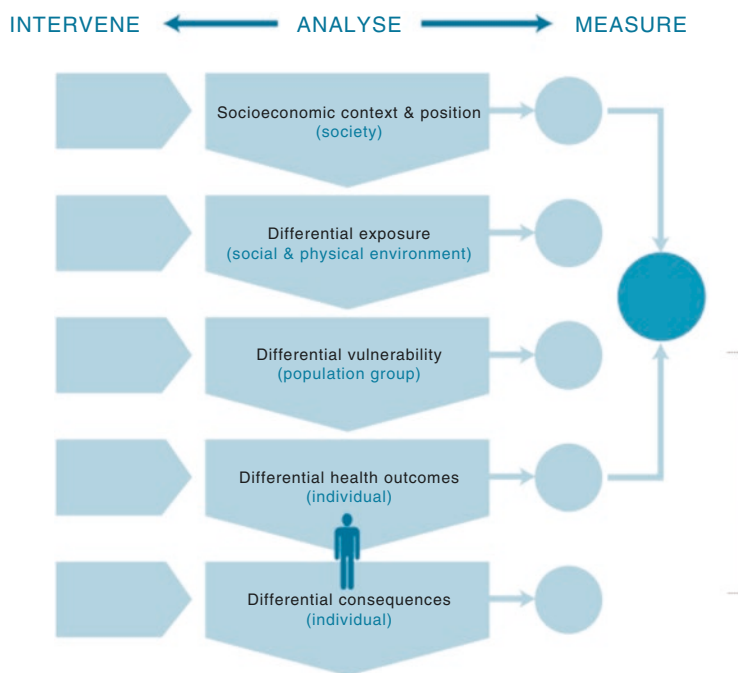 INTERVENE ANALYSE MEASURE
Socioeconomic context & position
(society)
Differential exposure
(social & physical environment)
Differential vulnerability
(population group)
Differential health outcomes
(individual)
Differential consequences
(individual)